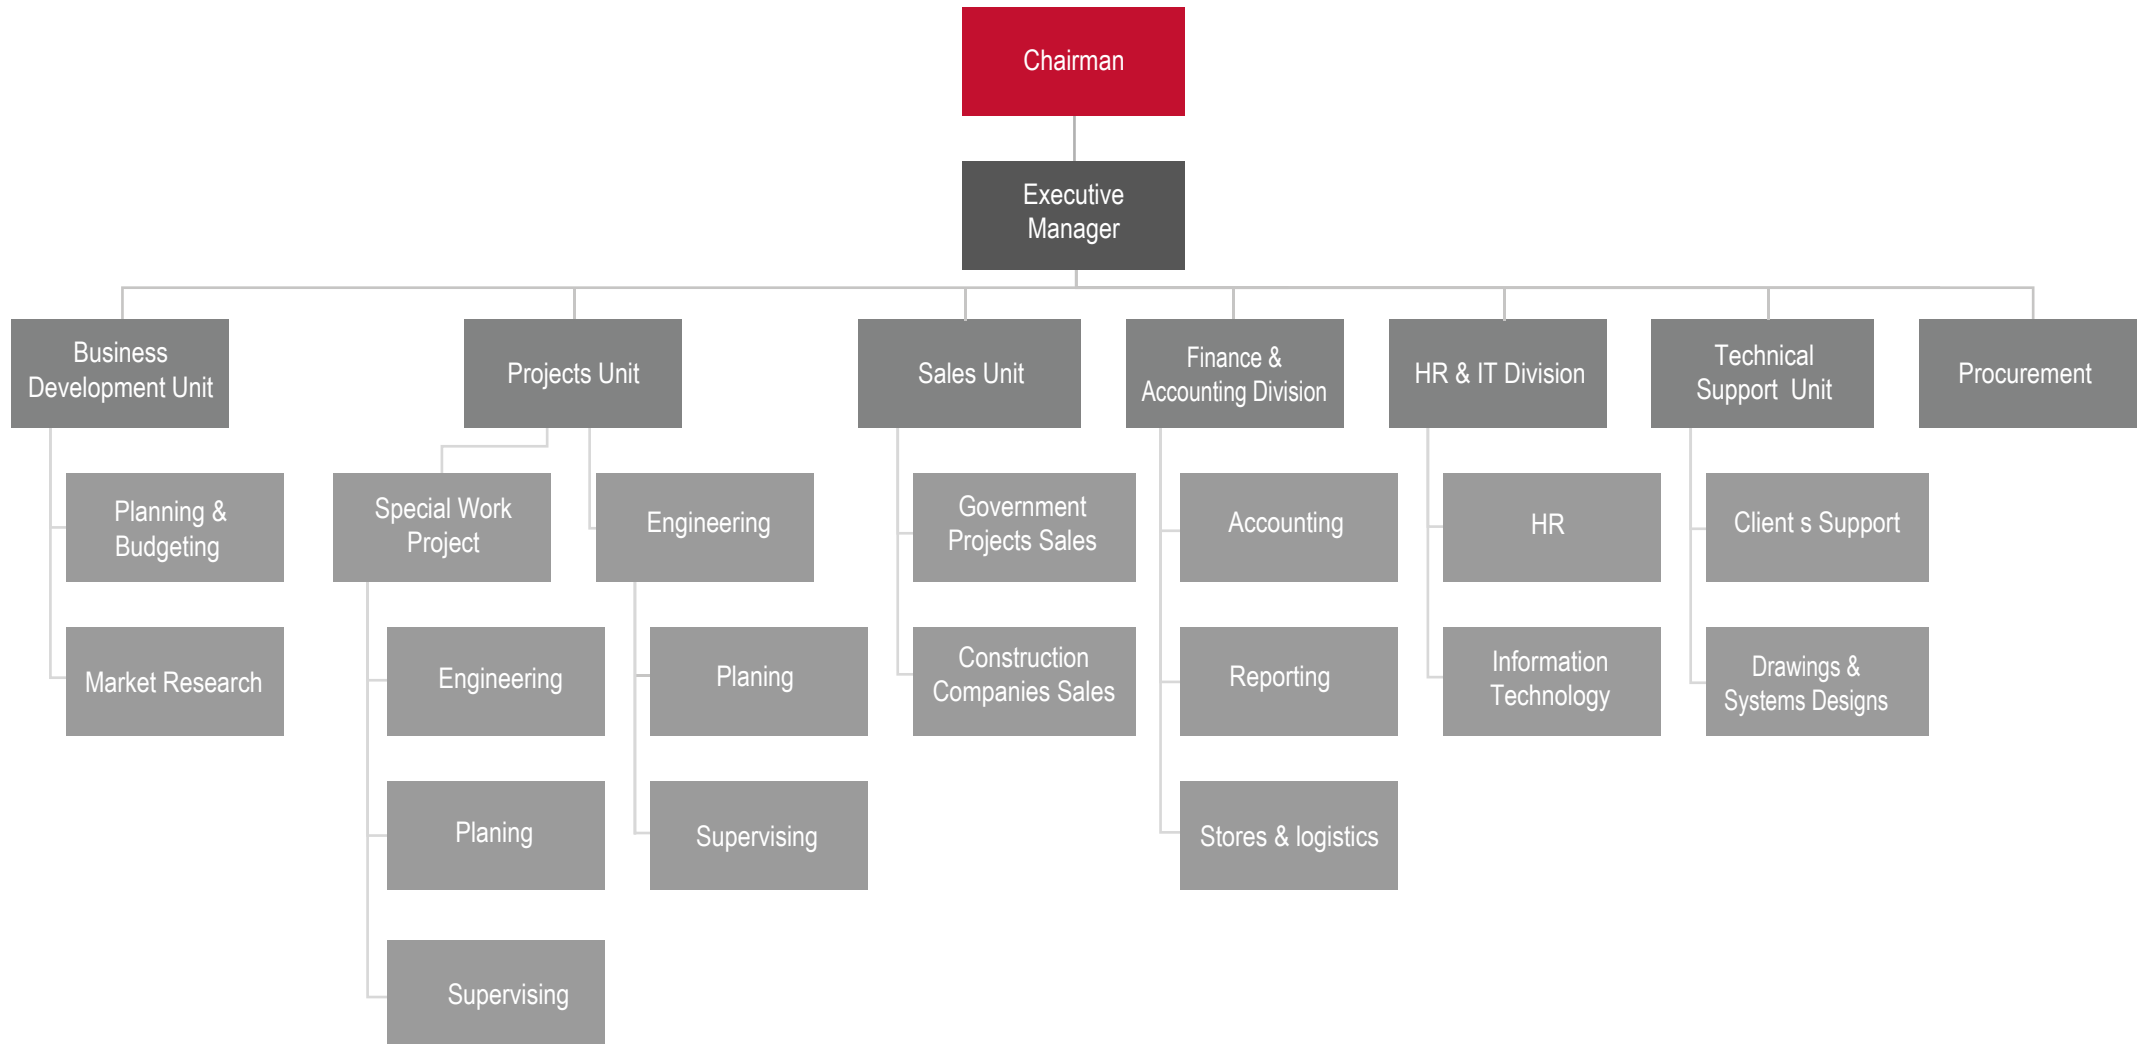 Chairman
Executive
Manager
Business
Development Unit
Projects Unit
Sales Unit
Finance &
Accounting Division
HR & IT Division
Technical
Support  Unit
Procurement
Planning &
Budgeting
Special Work
Project
Engineering
Government
Projects Sales
Accounting
HR
Client s Support
Market Research
Engineering
Planing
Construction
Companies Sales
Reporting
Information
Technology
Drawings &
Systems Designs
Planing
Supervising
Stores & logistics
Supervising